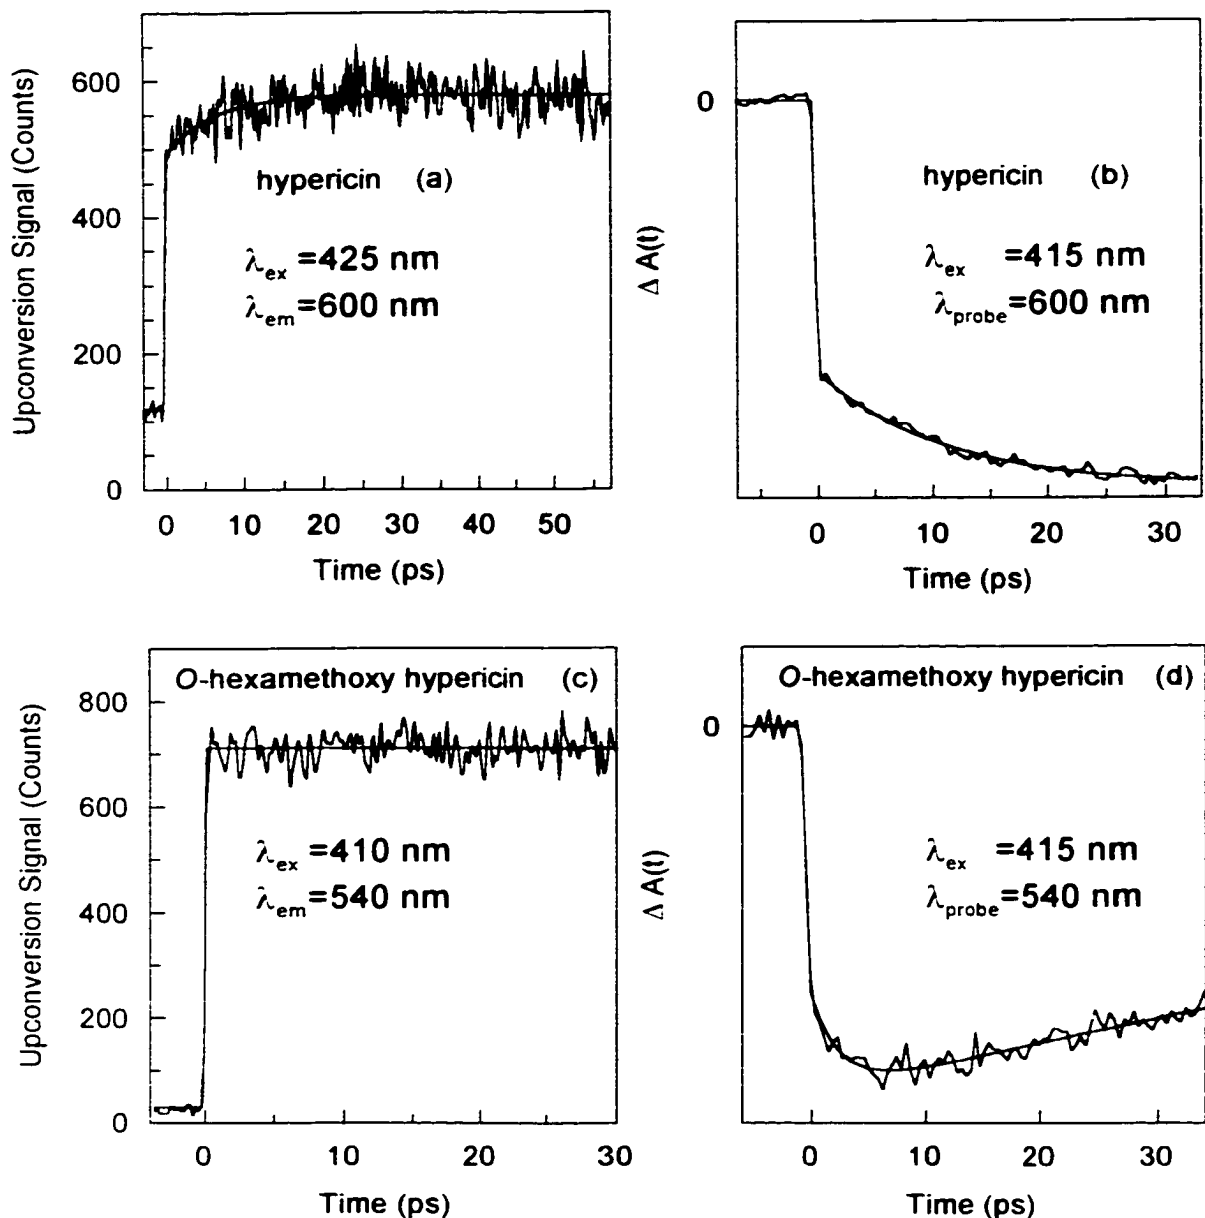 Upconversion Signal (Counts)
600
400
200
0
hypericin (a)
λex =425 nm
λem=600 nm
0 10 20 30 40 50
Time (ps)
Δ A(t)
0
hypericin (b)
λex =415 nm
λprobe=600 nm
0 10 20 30
Time (ps)
Upconversion Signal (Counts)
800
600
400
200
0
O-hexamethoxy hypericin (c)
λex =410 nm
λem=540 nm
0 10 20 30
Time (ps)
Δ A(t)
0
O-hexamethoxy hypericin (d)
λex =415 nm
λprobe=540 nm
0 10 20 30
Time (ps)